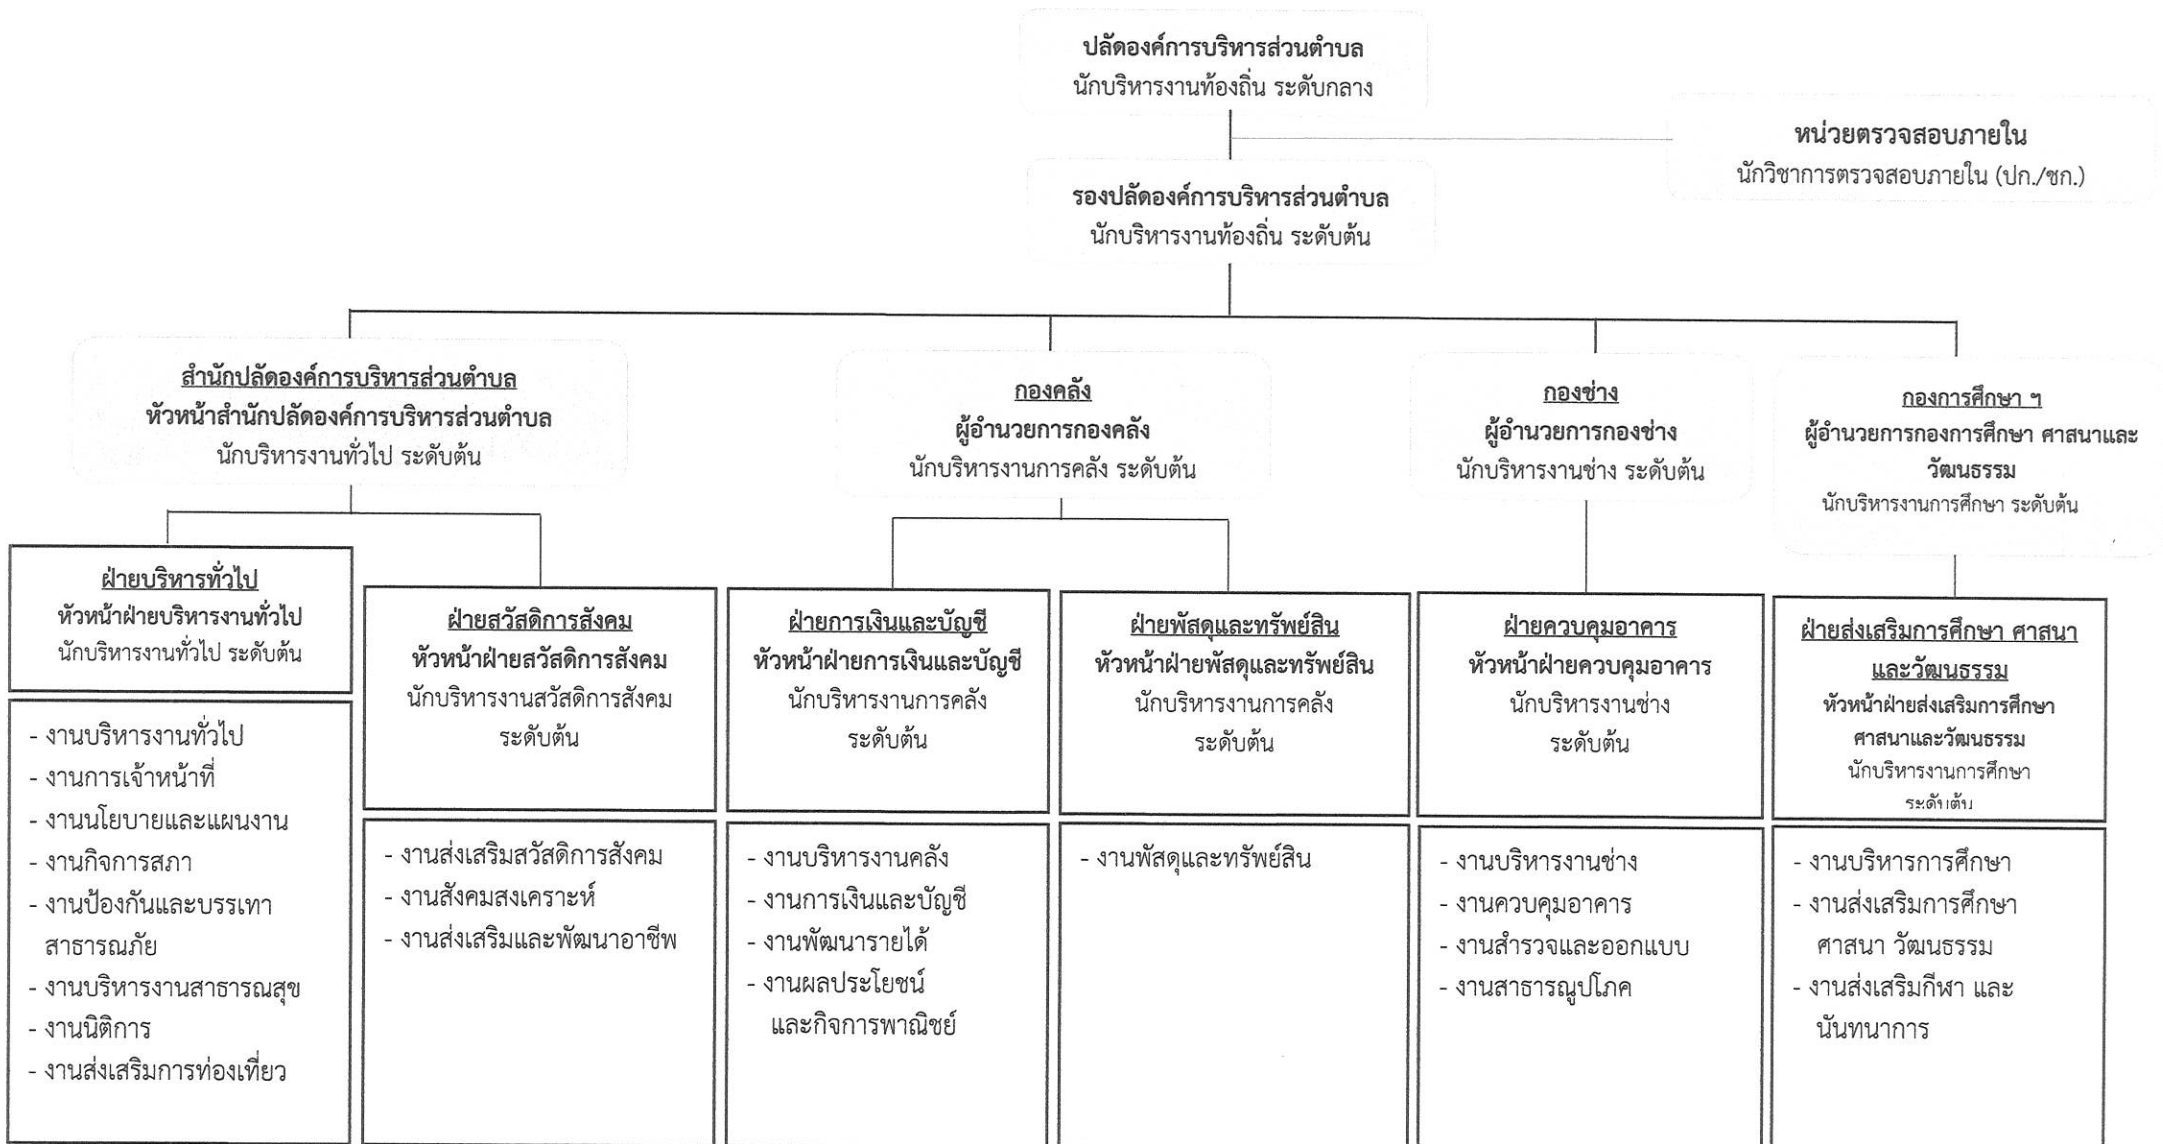 ปลัดองค์การบริหารส่วนตำบล
นักบริหารงานท้องถิ่น ระดับกลาง
หน่วยตรวจสอบภายใน
นักวิชาการตรวจสอบภายใน (ปก./ชก.)
รองปลัดองค์การบริหารส่วนตำบล
นักบริหารงานท้องถิ่น ระดับต้น
สำนักปลัดองค์การบริหารส่วนตำบล
หัวหน้าสำนักปลัดองค์การบริหารส่วนตำบล
นักบริหารงานทั่วไป ระดับต้น
กองคลัง
ผู้อำนวยการกองคลัง
นักบริหารงานการคลัง ระดับต้น
กองช่าง
ผู้อำนวยการกองช่าง
นักบริหารงานช่าง ระดับต้น
กองการศึกษา ฯ
ผู้อำนวยการกองการศึกษา ศาสนาและ
วัฒนธรรม
นักบริหารงานการศึกษา ระดับต้น
ฝ่ายบริหารทั่วไป
หัวหน้าฝ่ายบริหารงานทั่วไป
นักบริหารงานทั่วไป ระดับต้น
- งานบริหารงานทั่วไป
- งานการเจ้าหน้าที่
- งานนโยบายและแผนงาน
- งานกิจการสภา
- งานป้องกันและบรรเทา
สาธารณภัย
- งานบริหารงานสาธารณสุข
- งานนิติการ
- งานส่งเสริมการท่องเที่ยว
ฝ่ายสวัสดิการสังคม
หัวหน้าฝ่ายสวัสดิการสังคม
นักบริหารงานสวัสดิการสังคม
ระดับต้น
- งานส่งเสริมสวัสดิการสังคม
- งานสังคมสงเคราะห์
- งานส่งเสริมและพัฒนาอาชีพ
ฝ่ายการเงินและบัญชี
หัวหน้าฝ่ายการเงินและบัญชี
นักบริหารงานการคลัง
ระดับต้น
- งานบริหารงานคลัง
- งานการเงินและบัญชี
- งานพัฒนารายได้
- งานผลประโยชน์
และกิจการพาณิชย์
ฝ่ายพัสดุและทรัพย์สิน
หัวหน้าฝ่ายพัสดุและทรัพย์สิน
นักบริหารงานการคลัง
ระดับต้น
- งานพัสดุและทรัพย์สิน
ฝ่ายควบคุมอาคาร
หัวหน้าฝ่ายควบคุมอาคาร
นักบริหารงานช่าง
ระดับต้น
- งานบริหารงานช่าง
- งานควบคุมอาคาร
- งานสำรวจและออกแบบ
- งานสาธารณูปโภค
ฝ่ายส่งเสริมการศึกษา ศาสนา
และวัฒนธรรม
หัวหน้าฝ่ายส่งเสริมการศึกษา
ศาสนาและวัฒนธรรม
นักบริหารงานการศึกษา
ระดับต้น
- งานบริหารการศึกษา
- งานส่งเสริมการศึกษา
ศาสนา วัฒนธรรม
- งานส่งเสริมกีฬา และ
นันทนาการ